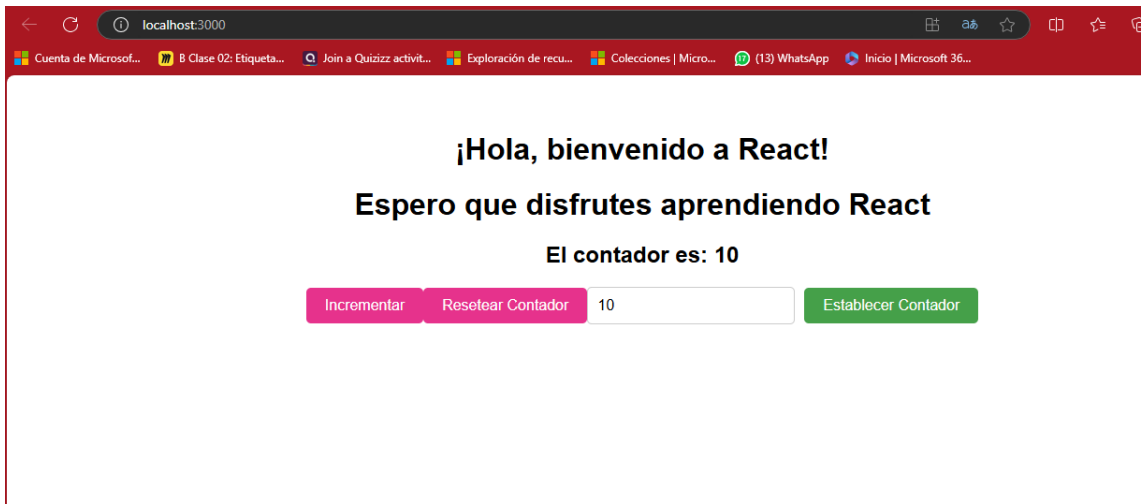 localhost:3000
Cuenta de Microsof... B Clase 02: Etiqueta... Join a Quizizz activit... Exploración de recu... Colecciones | Micro... (13) WhatsApp Inicio | Microsoft 36...
¡Hola, bienvenido a React!
Espero que disfrutes aprendiendo React
El contador es: 10
Incrementar Resetear Contador 10 Establecer Contador